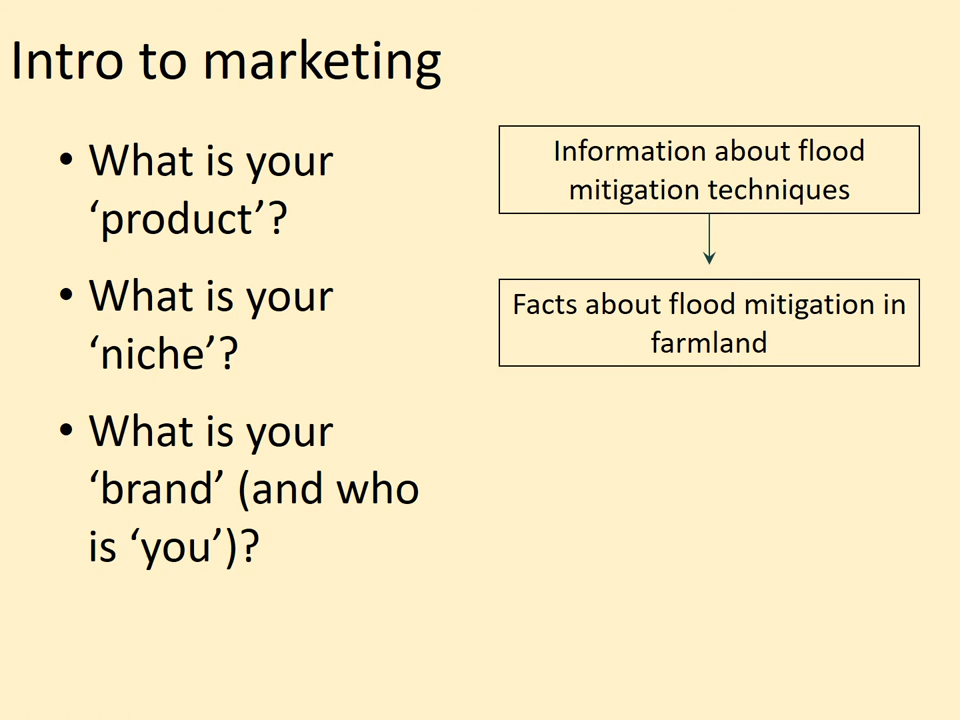 Intro to marketing
• What is your
‘product’?
• What is your
‘niche’?
• What is your
‘brand’ (and who
is ‘you’)?
Information about flood
mitigation techniques
Facts about flood mitigation in
farmland